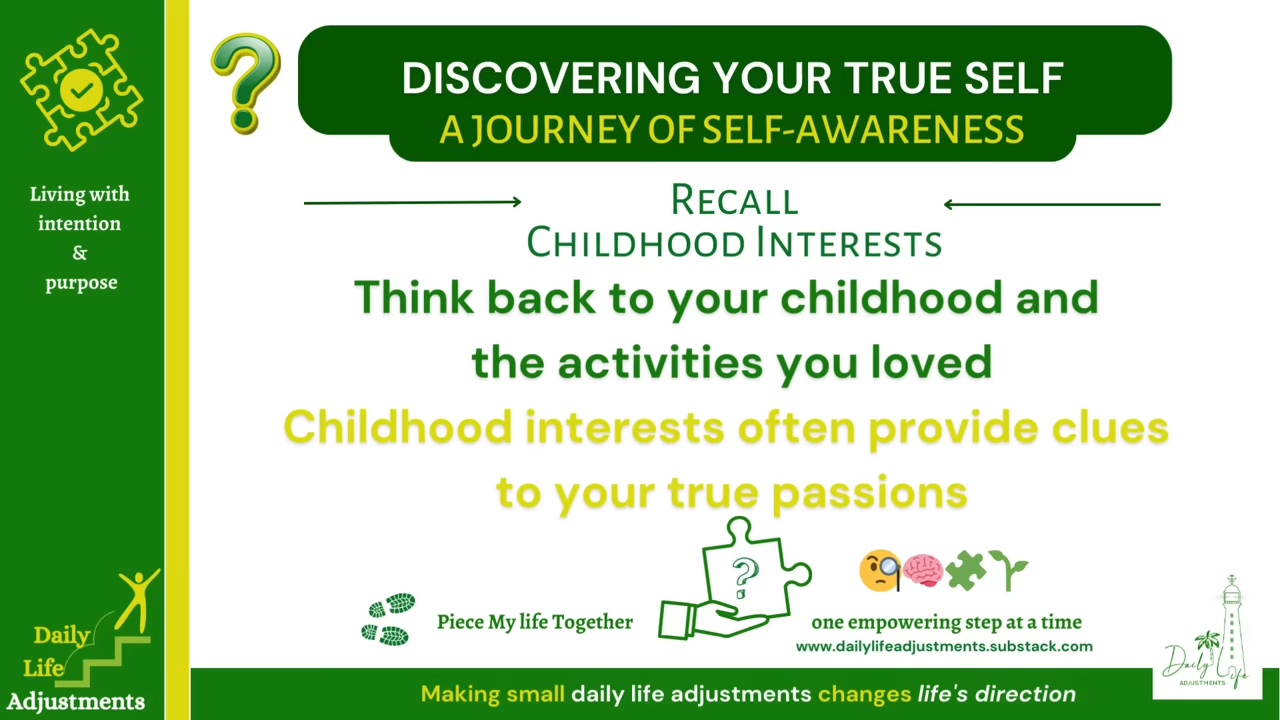 Living with
intention
&
purpose
Daily
Life
Adjustments
?
DISCOVERING YOUR TRUE SELF
A JOURNEY OF SELF-AWARENESS
RECALL
CHILDHOOD INTERESTS
Think back to your childhood and
the activities you loved
Childhood interests often provide clues
to your true passions
?
Piece My life Together
one empowering step at a time
www.dailylifeadjustments.substack.com
Daily Life
ADJUSTMENTS
Making small daily life adjustments changes life's direction